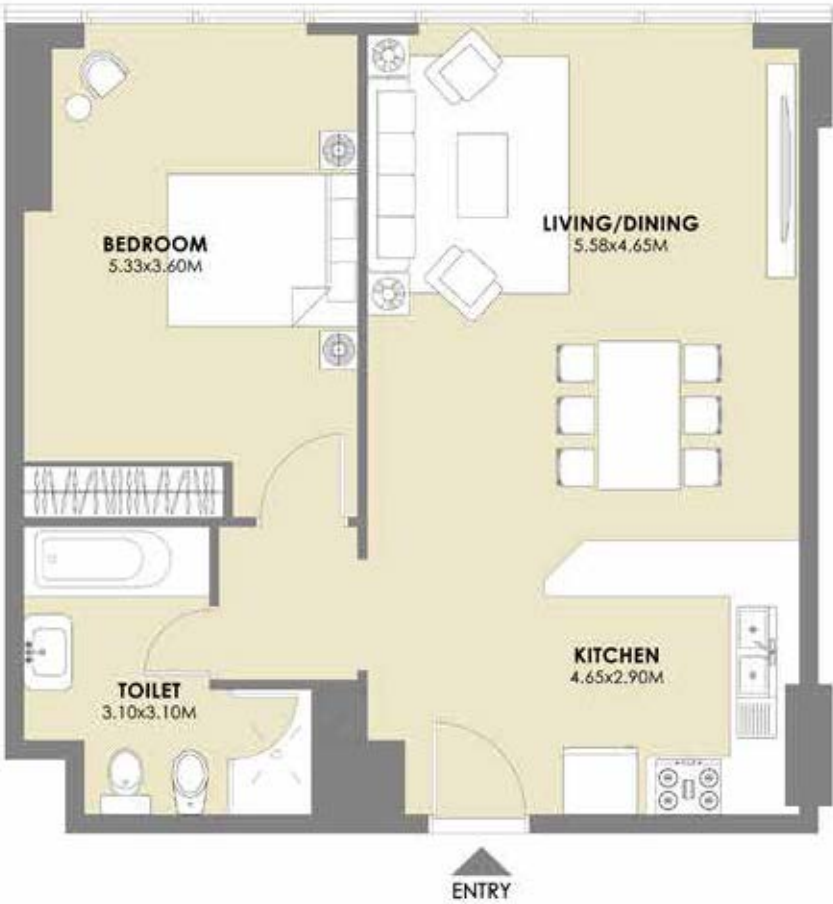 BEDROOM
5.33x3.60M
LIVING/DINING
5.58x4.65M
KITCHEN
4.65x2.90M
TOILET
3.10x3.10M
ENTRY